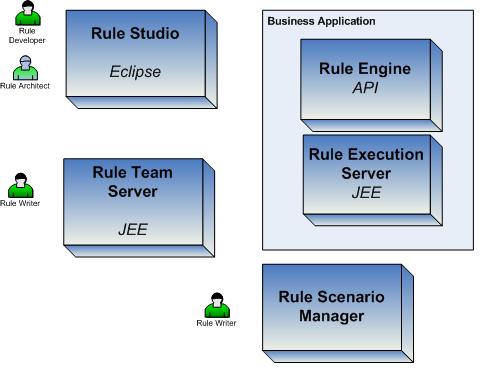 Rule
Developer
Rule Architect
Rule Studio
Eclipse
Business Application
Rule Engine
API
Rule Execution
Server
JEE
Rule Writer
Rule Team
Server
JEE
Rule Writer
Rule Scenario
Manager